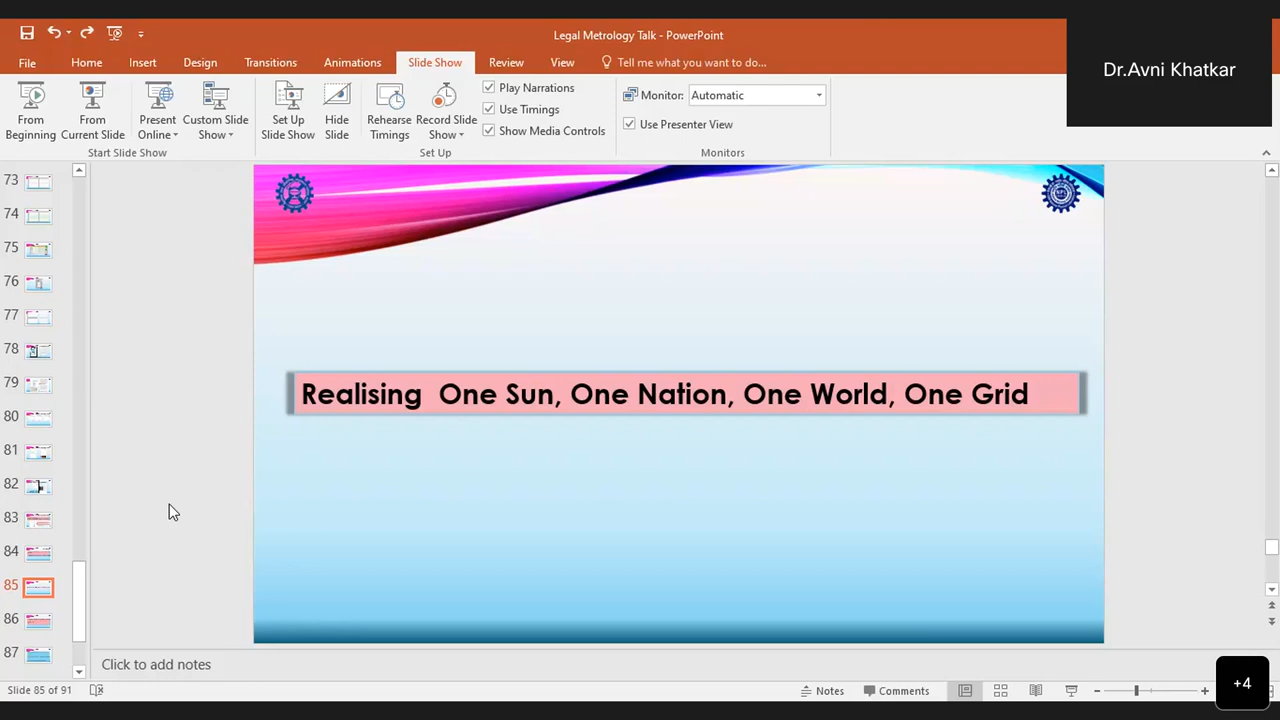 Legal Metrology Talk - PowerPoint
Dr.Avni Khatkar
File Home Insert Design Transitions Animations Slide Show Review View Tell me what you want to do...
From Beginning
From Current Slide
Present Online
Custom Slide Show
Start Slide Show
Set Up Slide Show
Hide Slide
Rehearse Timings
Record Slide Show
Play Narrations
Use Timings
Show Media Controls
Set Up
Monitor: Automatic
Use Presenter View
Monitors
73
74
75
76
77
78
79
80
81
82
83
84
85
86
87
Realising One Sun, One Nation, One World, One Grid
Click to add notes
Slide 85 of 91
Notes
Comments
+4